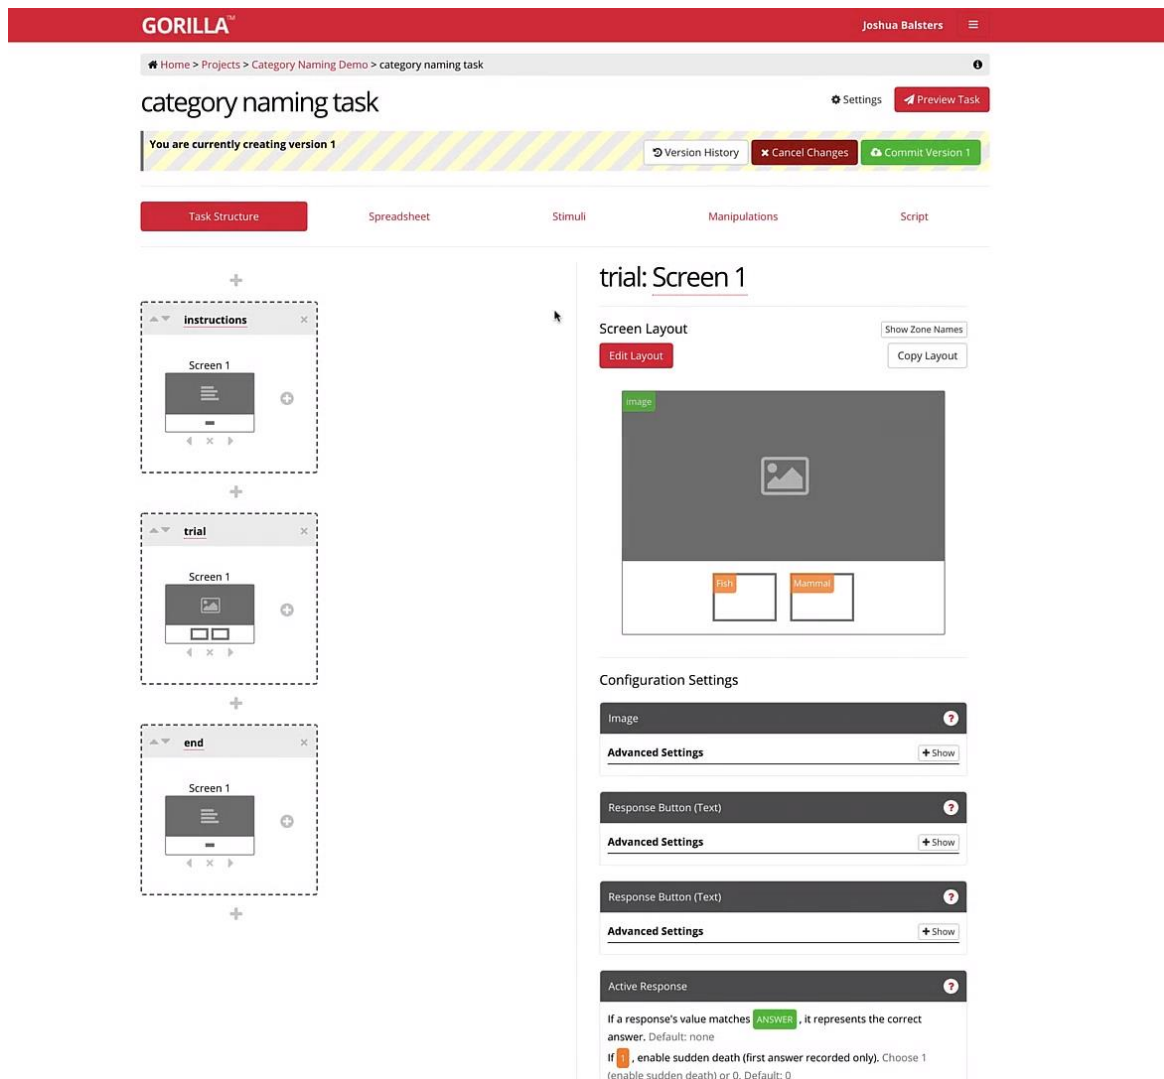 GORILLA™
Joshua Balsters
Home > Projects > Category Naming Demo > category naming task
category naming task
Settings
Preview Task
You are currently creating version 1
Version History
Cancel Changes
Commit Version 1
Task Structure
Spreadsheet
Stimuli
Manipulations
Script
instructions
Screen 1
trial
Screen 1
end
Screen 1
trial: Screen 1
Screen Layout
Show Zone Names
Edit Layout
Copy Layout
image
Fish
Mammal
Configuration Settings
Image
?
Advanced Settings
+ Show
Response Button (Text)
?
Advanced Settings
+ Show
Response Button (Text)
?
Advanced Settings
+ Show
Active Response
?
If a response's value matches ANSWER , it represents the correct
answer. Default: none
If 1 , enable sudden death (first answer recorded only). Choose 1
(enable sudden death) or 0. Default: 0